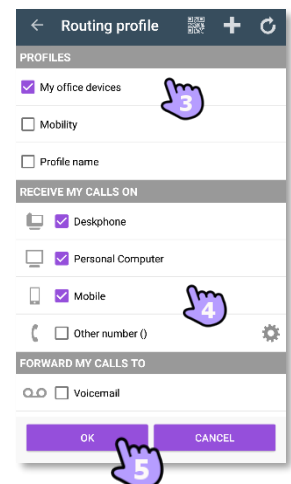 Routing profile
PROFILES
My office devices
3
Mobility
Profile name
RECEIVE MY CALLS ON
Deskphone
Personal Computer
Mobile
4
Other number ()
FORWARD MY CALLS TO
Voicemail
OK
CANCEL
5